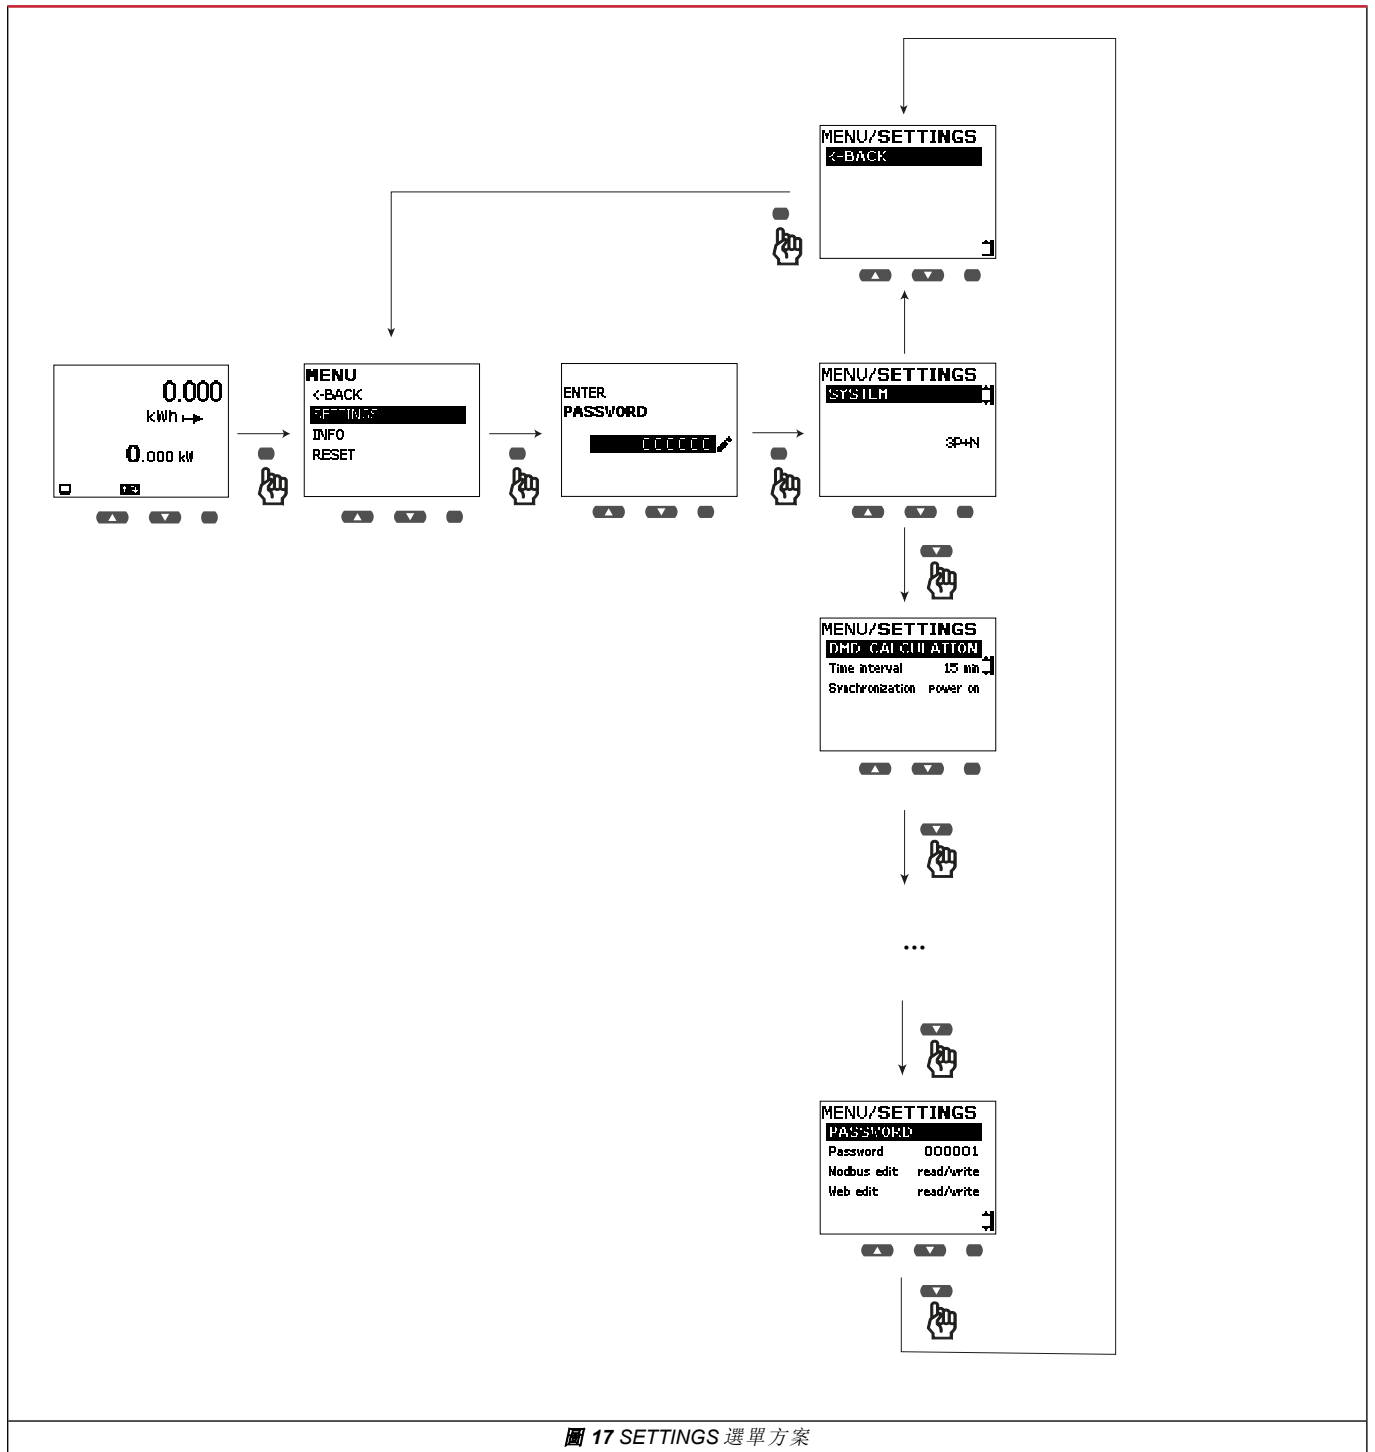 MENU/SETTINGS
<-BACK
0.000
kWh
0.000 kW
MENU
<-BACK
SETTINGS
INFO
RESET
ENTER
PASSWORD
MENU/SETTINGS
SYSTEM
3P+N
MENU/SETTINGS
DMD CALCULATION
Time interval 15 min
Synchronization power on
...
MENU/SETTINGS
PASSWORD
Password 000001
Modbus edit read/write
Web edit read/write
圖 17 SETTINGS 選單方案